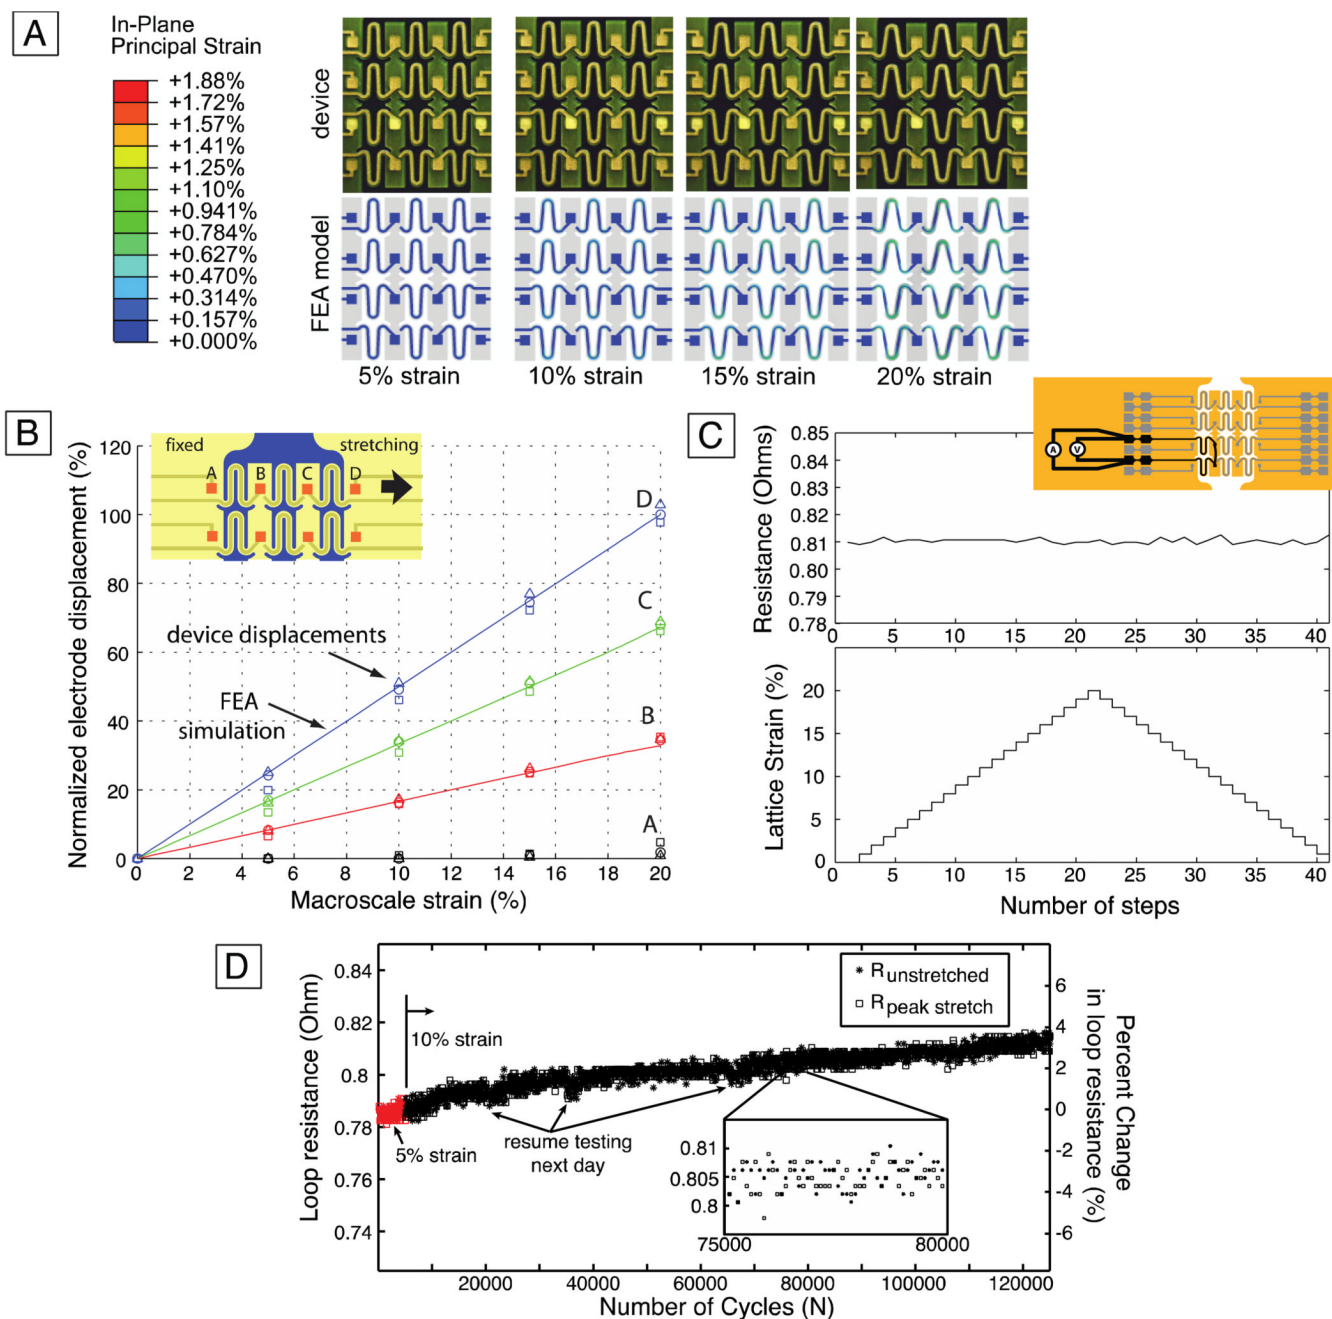 A
In-Plane
Principal Strain
+1.88%
+1.72%
+1.57%
+1.41%
+1.25%
+1.10%
+0.941%
+0.784%
+0.627%
+0.470%
+0.314%
+0.157%
+0.000%
device
FEA model
5% strain
10% strain
15% strain
20% strain
B
Normalized electrode displacement (%)
120
100
80
60
40
20
0
fixed
stretching
A B C D
D
C
B
A
device displacements
FEA
simulation
0 2 4 6 8 10 12 14 16 18 20
Macroscale strain (%)
C
A V
Resistance (Ohms)
0.85
0.84
0.83
0.82
0.81
0.80
0.79
0.78
0 5 10 15 20 25 30 35 40
Lattice Strain (%)
20
10
0
0 5 10 15 20 25 30 35 40
Number of steps
D
Loop resistance (Ohm)
0.84
0.82
0.8
0.78
0.76
0.74
10% strain
5% strain
resume testing
next day
R unstretched
R peak stretch
0.81
0.805
0.8
75000 80000
6
4
2
0
-2
-4
-6
Percent Change
in loop resistance (%)
20000 40000 60000 80000 100000 120000
Number of Cycles (N)